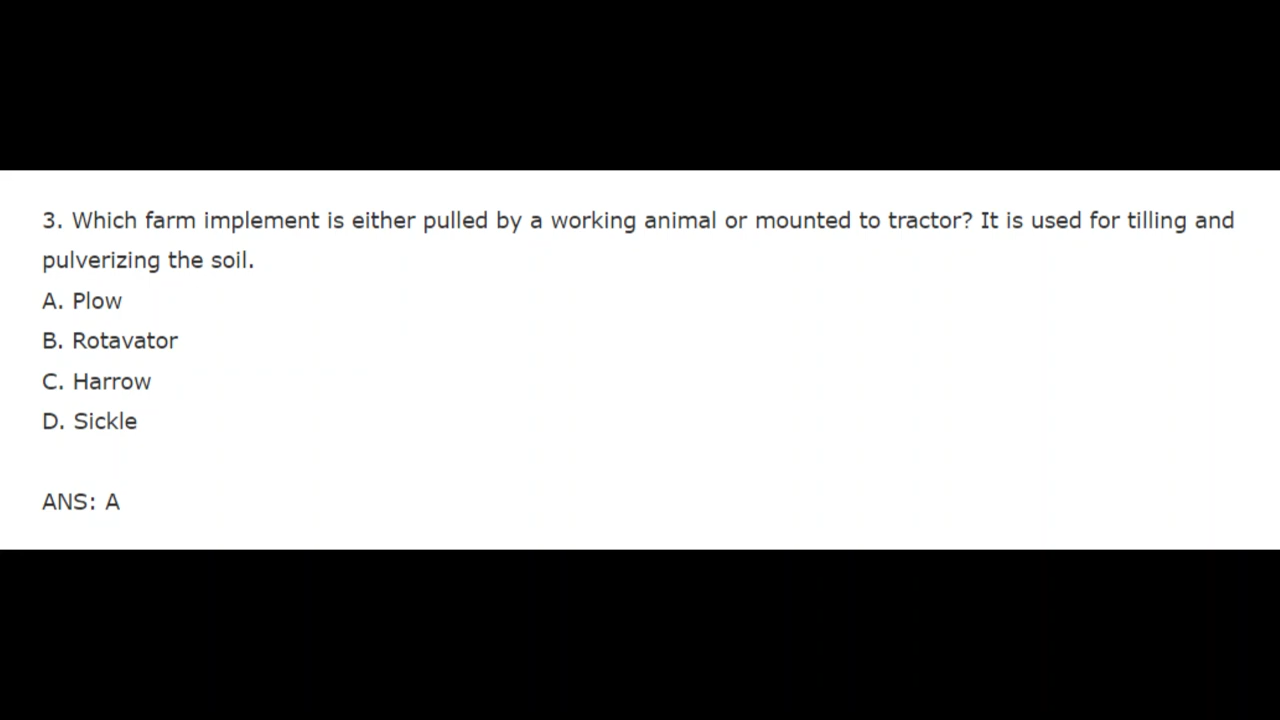 3. Which farm implement is either pulled by a working animal or mounted to tractor? It is used for tilling and
pulverizing the soil.
A. Plow
B. Rotavator
C. Harrow
D. Sickle
ANS: A